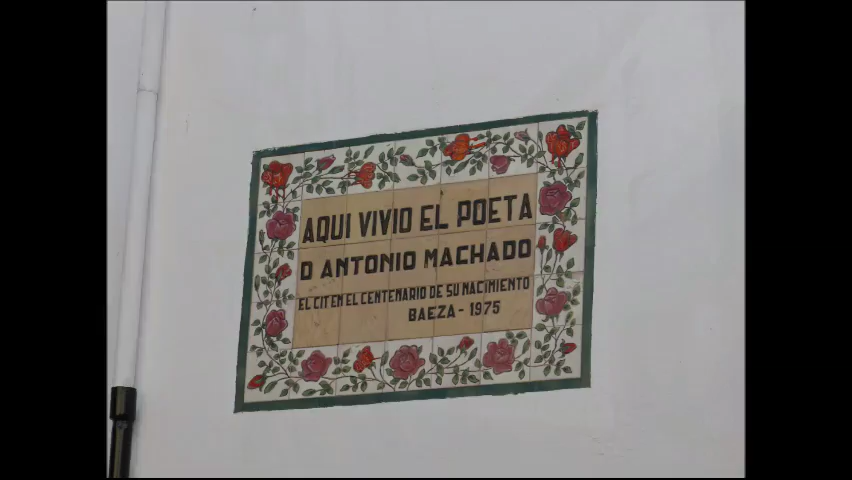 AQUI VIVIO EL POETA
D ANTONIO MACHADO
EL CIT EN EL CENTENARIO DE SU NACIMIENTO
BAEZA - 1975